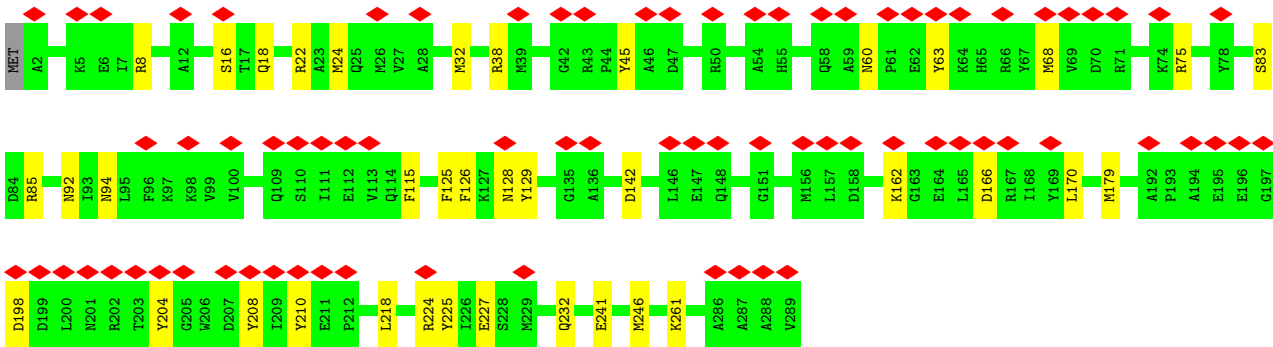 MET A2 K5 E6 I7 R8 A12 S16 T17 Q18 R22 A23 M24 Q25 M26 V27 A28 M32 R38 M39 G42 R43 P44 Y45 A46 D47 R50 A54 H55 Q58 A59 N60 P61 E62 Y63 K64 H65 R66 Y67 M68 V69 D70 R71 K74 R75 Y78 S83
D84 R85 N92 I93 N94 L95 F96 K97 K98 V99 V100 Q109 S110 I111 E112 V113 Q114 F115 F125 F126 K127 N128 Y129 G135 A136 D142 L146 E147 Q148 G151 M156 L157 D158 K162 G163 E164 L165 D166 R167 I168 Y169 L170 M179 A192 P193 A194 E195 E196 G197
D198 D199 L200 N201 R202 T203 Y204 G205 W206 D207 Y208 I209 Y210 E211 P212 L218 R224 Y225 I226 E227 S228 M229 Q232 E241 M246 K261 A286 A287 A288 V289